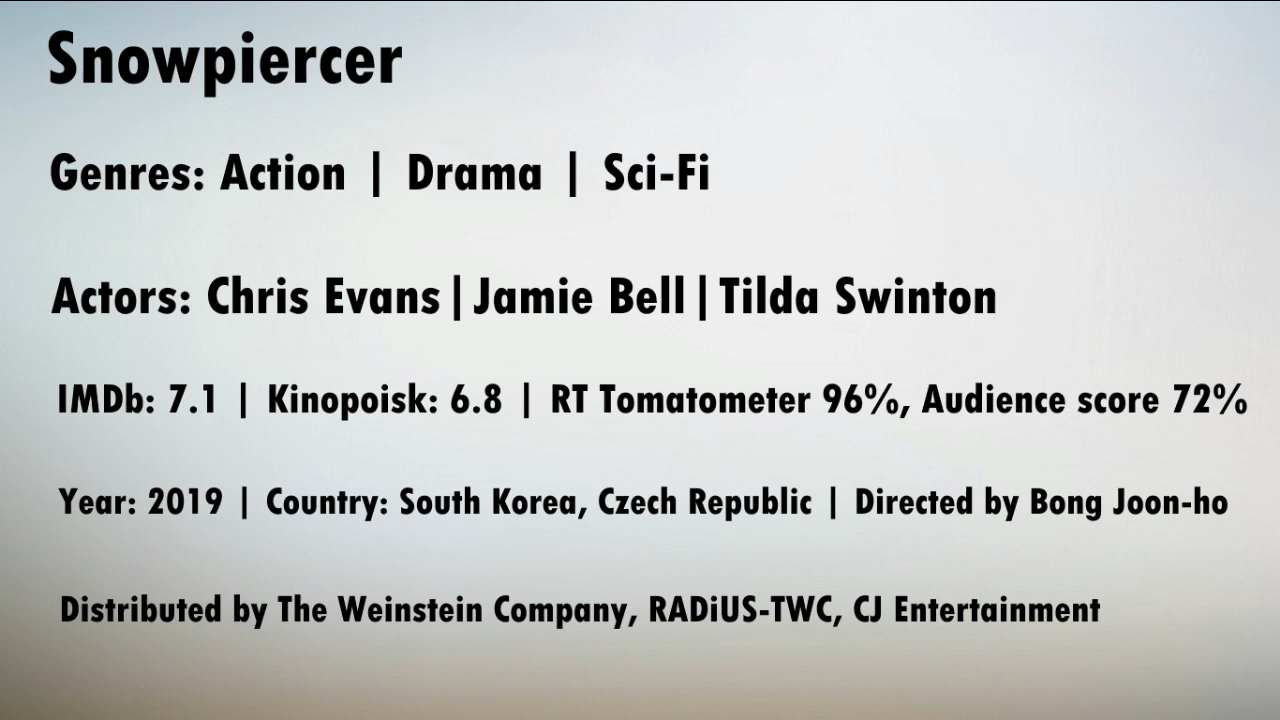 Snowpiercer
Genres: Action | Drama | Sci-Fi
Actors: Chris Evans|Jamie Bell|Tilda Swinton
IMDb: 7.1 | Kinopoisk: 6.8 | RT Tomatometer 96%, Audience score 72%
Year: 2019 | Country: South Korea, Czech Republic | Directed by Bong Joon-ho
Distributed by The Weinstein Company, RADiUS-TWC, CJ Entertainment